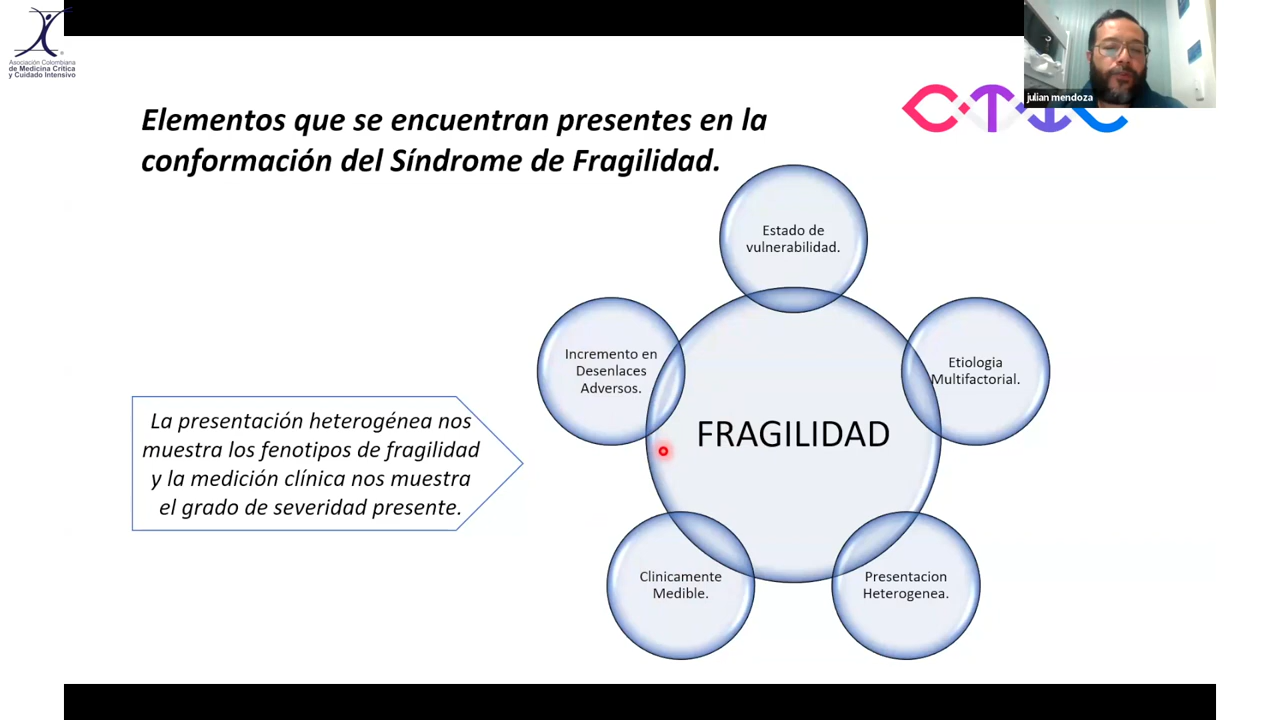 Asociación Colombiana
de Medicina Crítica
y Cuidado Intensivo
julian mendoza
CTIC
Elementos que se encuentran presentes en la
conformación del Síndrome de Fragilidad.
Estado de
vulnerabilidad.
Incremento en
Desenlaces
Adversos.
Etiologia
Multifactorial.
FRAGILIDAD
La presentación heterogénea nos
muestra los fenotipos de fragilidad
y la medición clínica nos muestra
el grado de severidad presente.
Clinicamente
Medible.
Presentacion
Heterogenea.